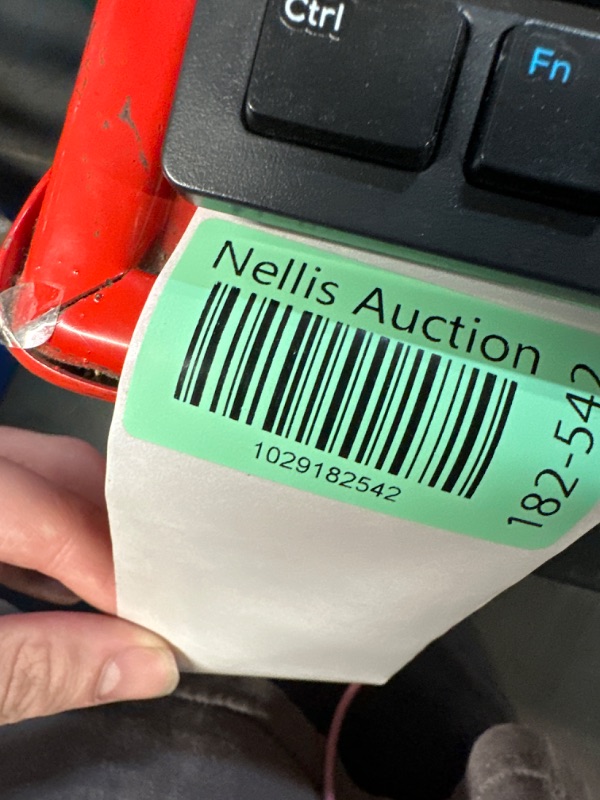 Ctrl
Fn
Nellis Auction
1029182542
182-542